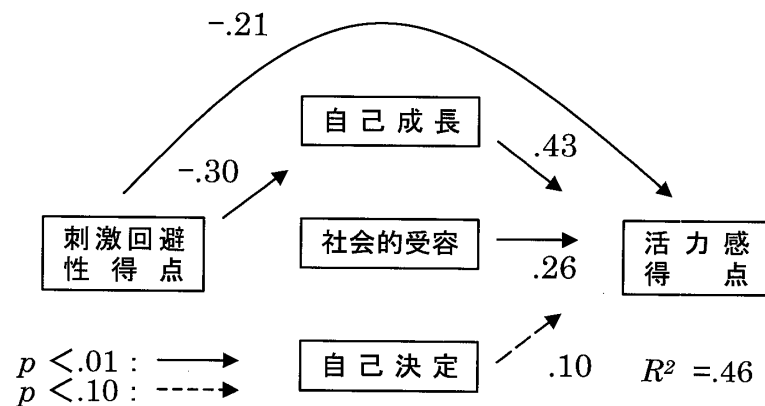 -.21
自己成長
.43
-.30
刺激回避
性得点
社会的受容
.26
活力感
得点
p <.01 :
p <.10 :
自己決定
.10
R² =.46